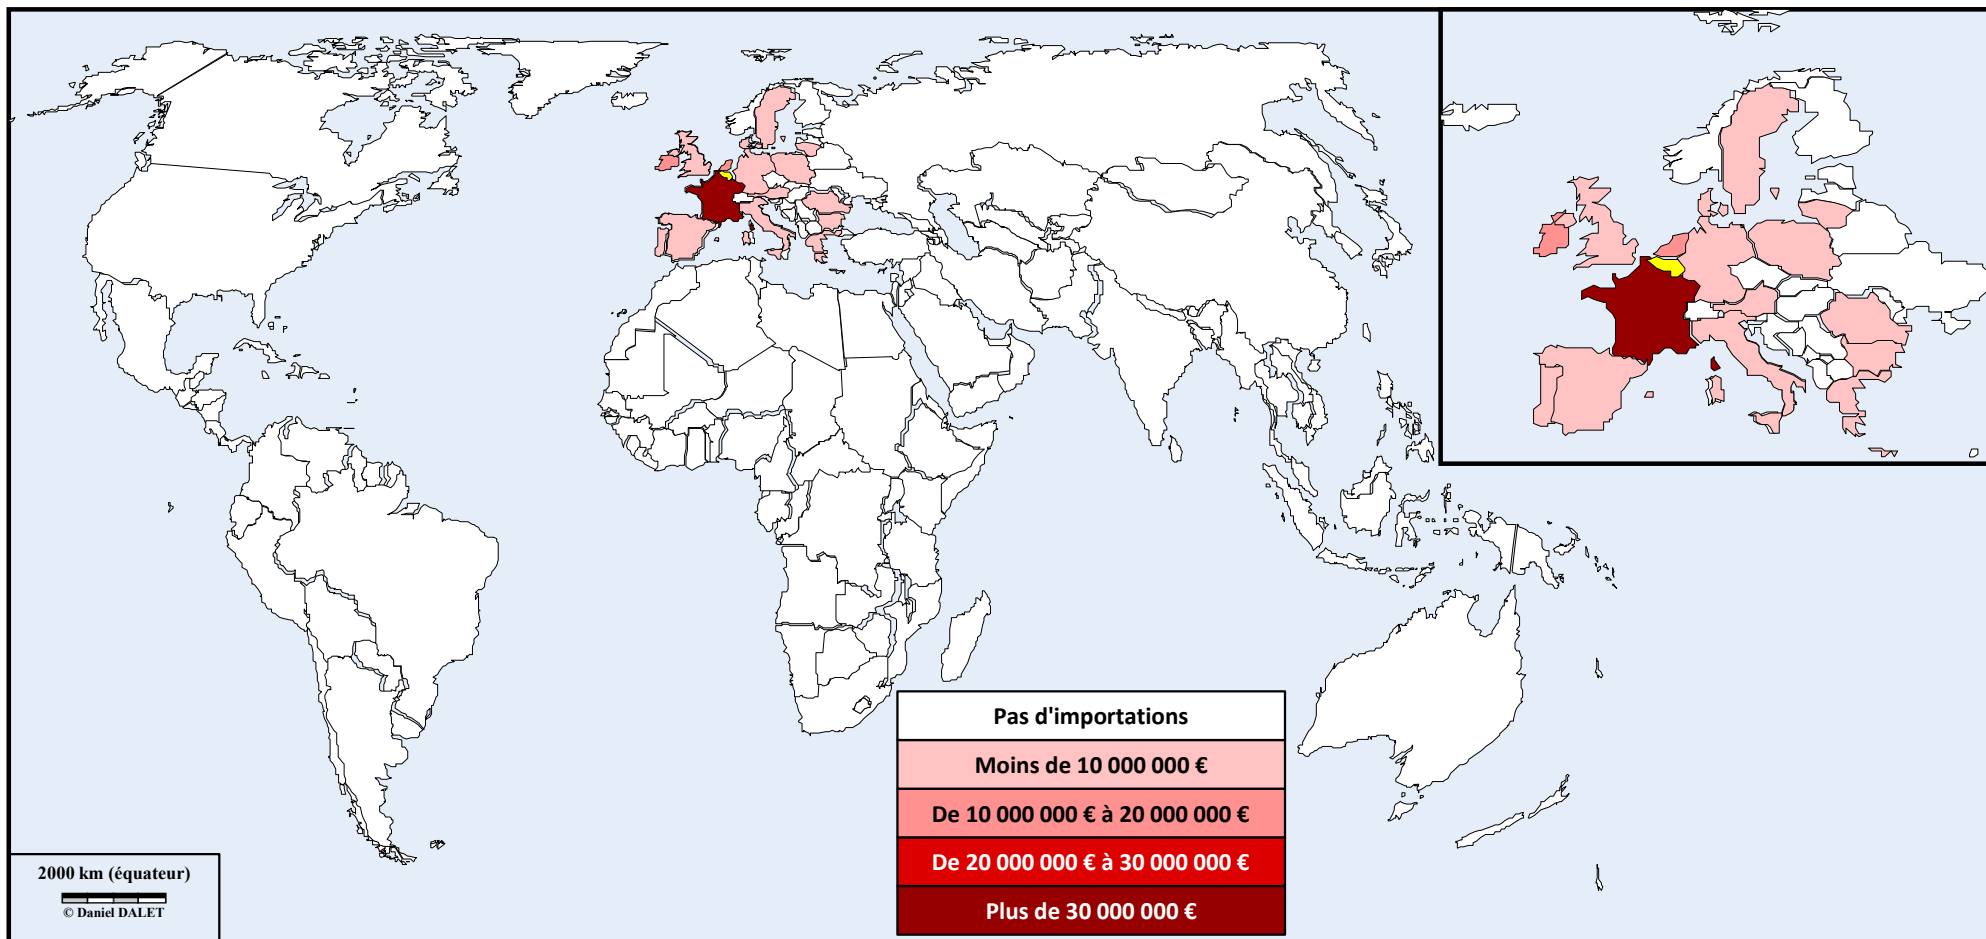 Pas d'importations
Moins de 10 000 000 €
De 10 000 000 € à 20 000 000 €
De 20 000 000 € à 30 000 000 €
Plus de 30 000 000 €
2000 km (équateur)
© Daniel DALET